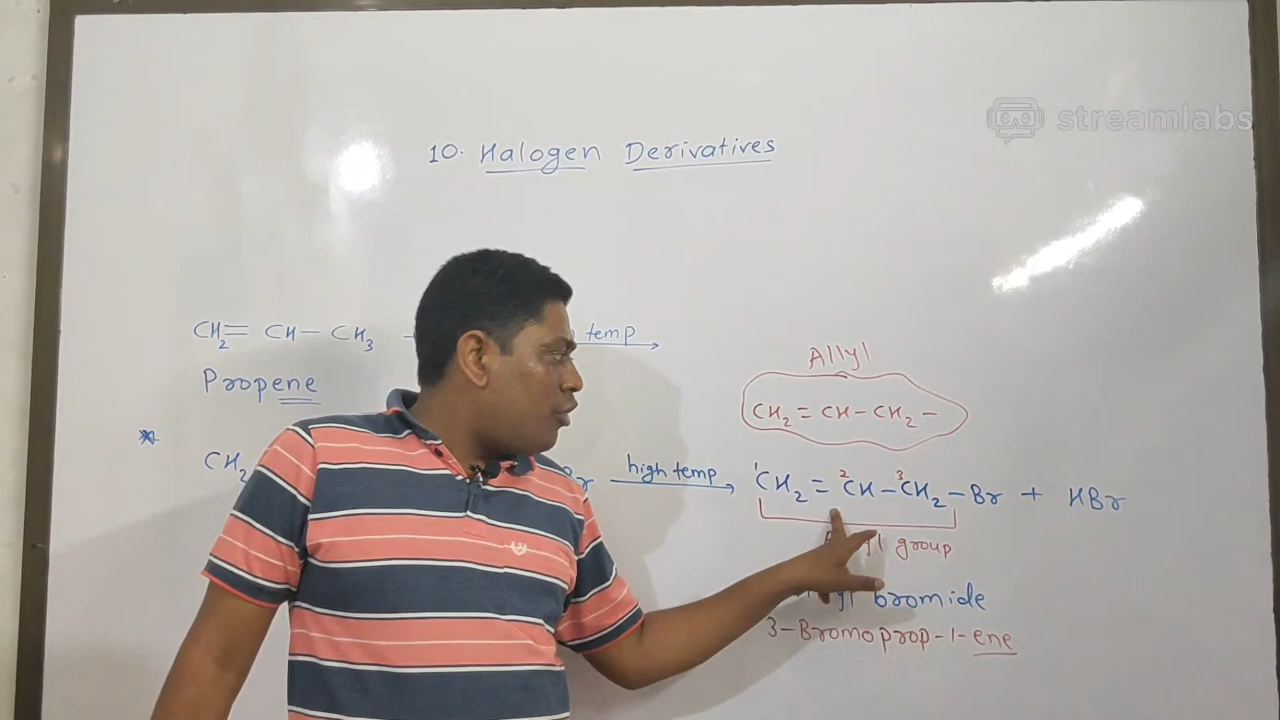 streamlabs
10. Halogen Derivatives
CH₂= CH— CH₃ temp
Propene
Allyl
CH₂ = CH – CH₂ –
* CH₂ Br high temp ¹CH₂ = ²CH – ³CH₂ – Br + HBr
group
bromide
3-Bromoprop-1-ene